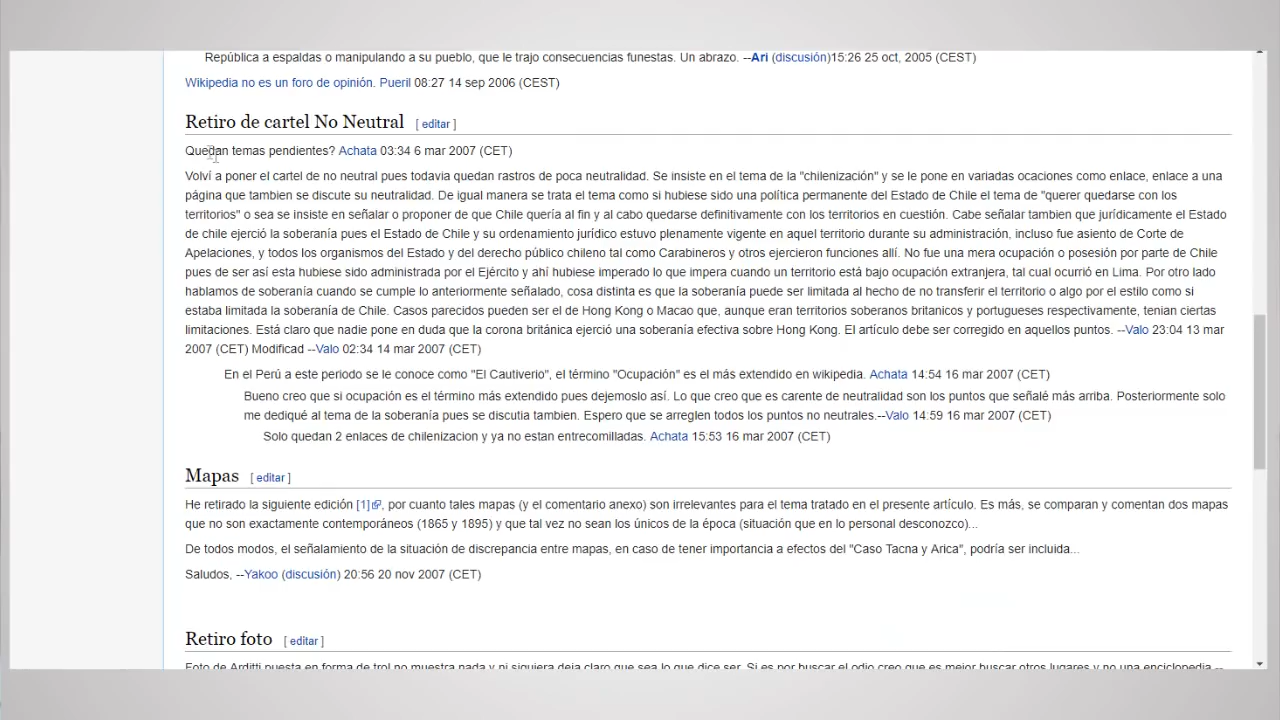 República a espaldas o manipulando a su pueblo, que le trajo consecuencias funestas. Un abrazo. --Ari (discusión)15:26 25 oct, 2005 (CEST)
Wikipedia no es un foro de opinión. Pueril 08:27 14 sep 2006 (CEST)
Retiro de cartel No Neutral [ editar ]
Quedan temas pendientes? Achata 03:34 6 mar 2007 (CET)
Volví a poner el cartel de no neutral pues todavia quedan rastros de poca neutralidad. Se insiste en el tema de la "chilenización" y se le pone en variadas ocaciones como enlace, enlace a una
página que tambien se discute su neutralidad. De igual manera se trata el tema como si hubiese sido una política permanente del Estado de Chile el tema de "querer quedarse con los
territorios" o sea se insiste en señalar o proponer de que Chile quería al fin y al cabo quedarse definitivamente con los territorios en cuestión. Cabe señalar tambien que jurídicamente el Estado
de chile ejerció la soberanía pues el Estado de Chile y su ordenamiento jurídico estuvo plenamente vigente en aquel territorio durante su administración, incluso fue asiento de Corte de
Apelaciones, y todos los organismos del Estado y del derecho público chileno tal como Carabineros y otros ejercieron funciones allí. No fue una mera ocupación o posesión por parte de Chile
pues de ser así esta hubiese sido administrada por el Ejército y ahí hubiese imperado lo que impera cuando un territorio está bajo ocupación extranjera, tal cual ocurrió en Lima. Por otro lado
hablamos de soberanía cuando se cumple lo anteriormente señalado, cosa distinta es que la soberanía puede ser limitada al hecho de no transferir el territorio o algo por el estilo como si
estaba limitada la soberanía de Chile. Casos parecidos pueden ser el de Hong Kong o Macao que, aunque eran territorios soberanos britanicos y portugueses respectivamente, tenian ciertas
limitaciones. Está claro que nadie pone en duda que la corona británica ejerció una soberanía efectiva sobre Hong Kong. El artículo debe ser corregido en aquellos puntos. --Valo 23:04 13 mar
2007 (CET) Modificad --Valo 02:34 14 mar 2007 (CET)
En el Perú a este periodo se le conoce como "El Cautiverio", el término "Ocupación" es el más extendido en wikipedia. Achata 14:54 16 mar 2007 (CET)
Bueno creo que si ocupación es el término más extendido pues dejemoslo así. Lo que creo que es carente de neutralidad son los puntos que señalé más arriba. Posteriormente solo
me dediqué al tema de la soberanía pues se discutia tambien. Espero que se arreglen todos los puntos no neutrales.--Valo 14:59 16 mar 2007 (CET)
Solo quedan 2 enlaces de chilenizacion y ya no estan entrecomilladas. Achata 15:53 16 mar 2007 (CET)
Mapas [ editar ]
He retirado la siguiente edición [1], por cuanto tales mapas (y el comentario anexo) son irrelevantes para el tema tratado en el presente artículo. Es más, se comparan y comentan dos mapas
que no son exactamente contemporáneos (1865 y 1895) y que tal vez no sean los únicos de la época (situación que en lo personal desconozco)...
De todos modos, el señalamiento de la situación de discrepancia entre mapas, en caso de tener importancia a efectos del "Caso Tacna y Arica", podría ser incluida...
Saludos, --Yakoo (discusión) 20:56 20 nov 2007 (CET)
Retiro foto [ editar ]
Foto de Arditti puesta en forma de trol no muestra nada y ni siquiera deja claro que sea lo que dice ser. Si es por buscar el odio creo que es mejor buscar otros lugares y no una enciclopedia.--